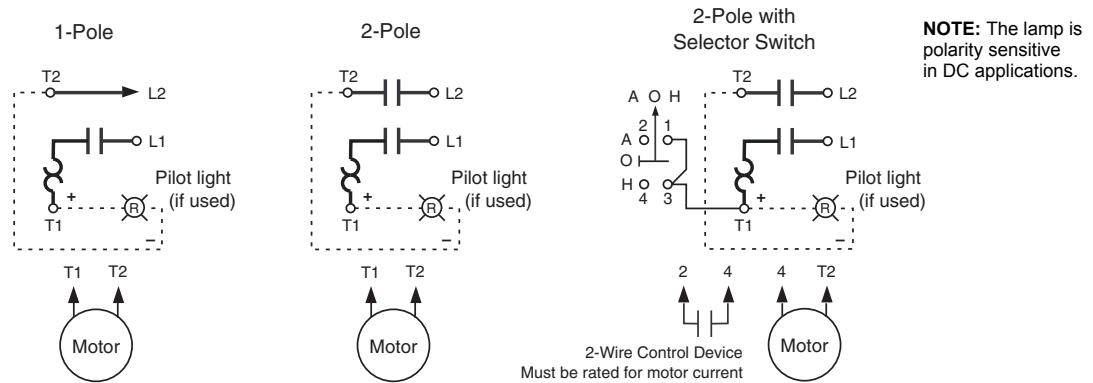 1-Pole
T2
L2
L1
Pilot light
(if used)
+
R
T1
–
T1 T2
Motor
2-Pole
T2
L2
L1
Pilot light
(if used)
+
R
T1
–
T1 T2
Motor
2-Pole with
Selector Switch
A O H
2 1
A
O
H
4 3
T2
L2
L1
Pilot light
(if used)
+
R
T1
–
2 4 4 T2
2-Wire Control Device
Must be rated for motor current
Motor
NOTE: The lamp is
polarity sensitive
in DC applications.